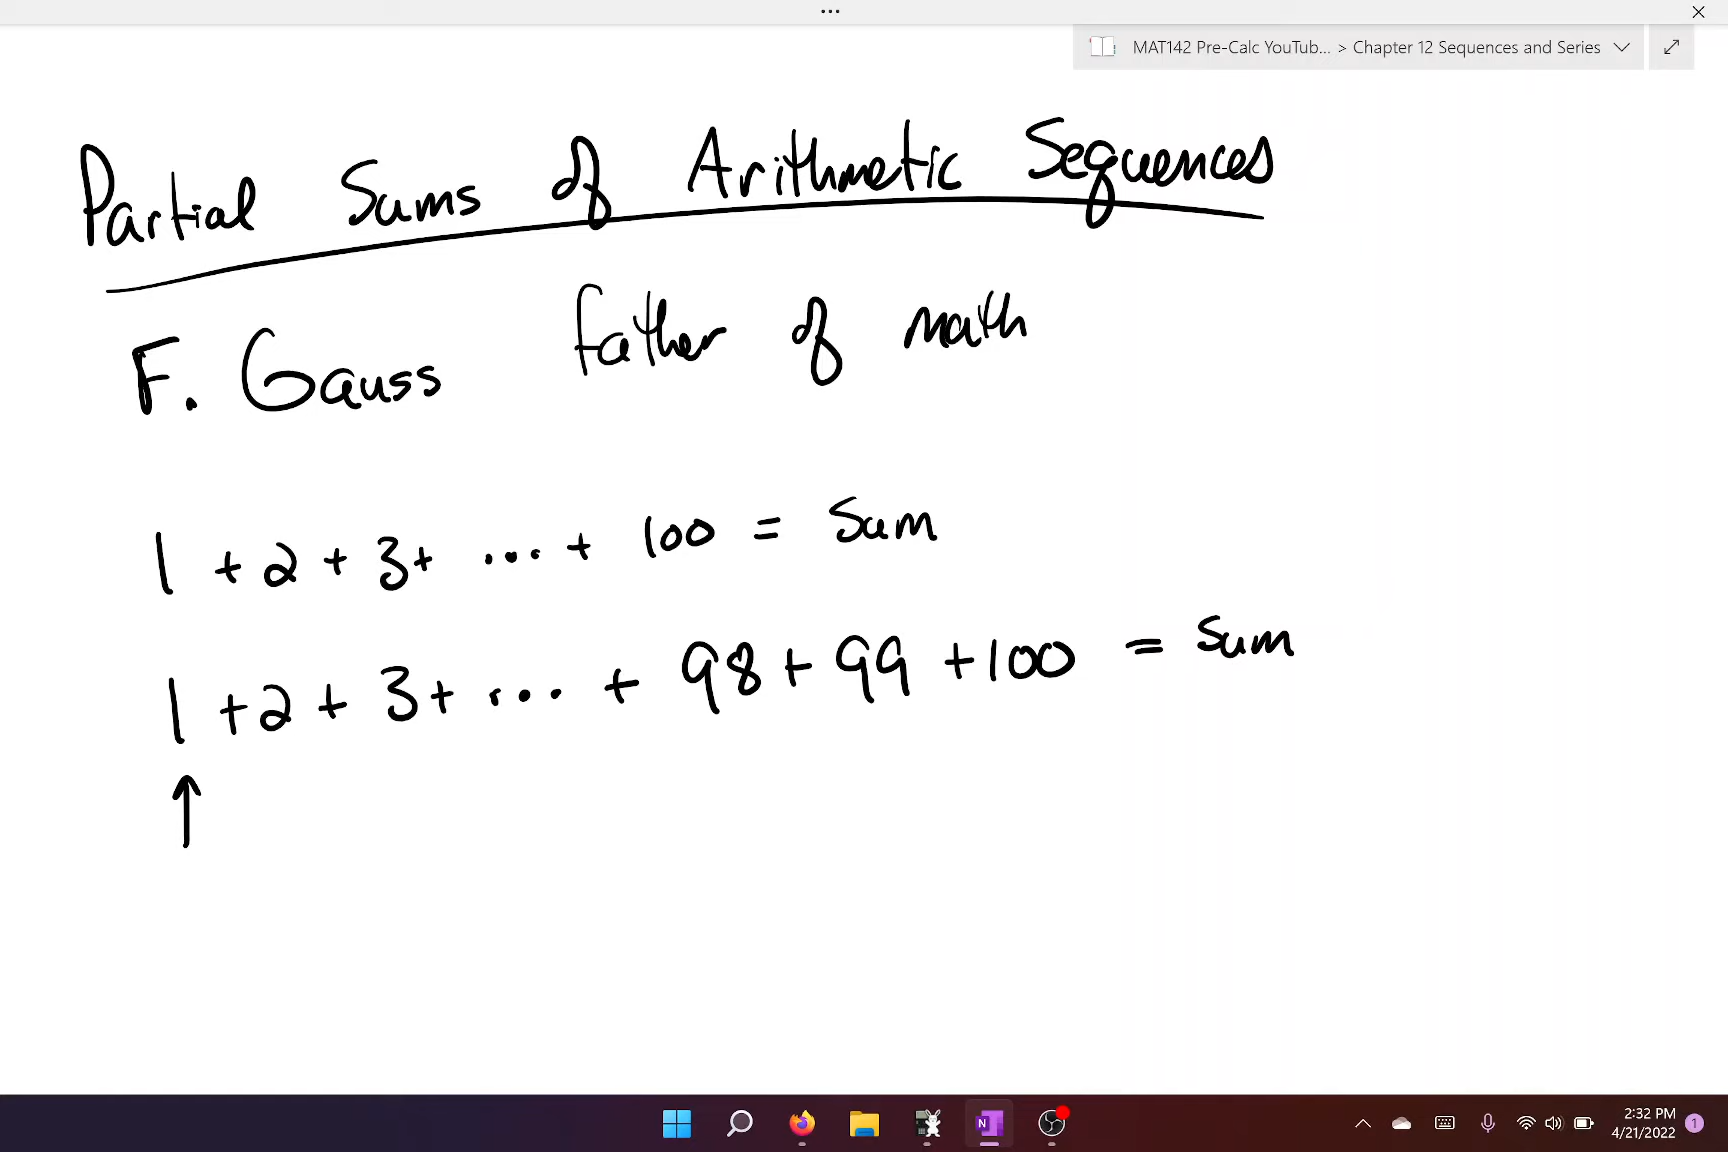 MAT142 Pre-Calc YouTub... > Chapter 12 Sequences and Series
Partial Sums of Arithmetic Sequences
F. Gauss father of math
1 + 2 + 3 + ... + 100 = Sum
1 + 2 + 3 + ... + 98 + 99 + 100 = Sum
↑
2:32 PM
4/21/2022
1